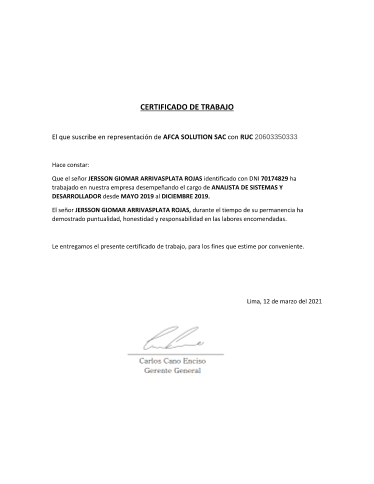 CERTIFICADO DE TRABAJO
El que suscribe en representación de AFCA SOLUTION SAC con RUC 20603350333
Hace constar:
Que el señor JERSSON GIOMAR ARRIVASPLATA ROJAS identificado con DNI 70174829 ha
trabajado en nuestra empresa desempeñando el cargo de ANALISTA DE SISTEMAS Y
DESARROLLADOR desde MAYO 2019 al DICIEMBRE 2019.
El señor JERSSON GIOMAR ARRIVASPLATA ROJAS, durante el tiempo de su permanencia ha
demostrado puntualidad, honestidad y responsabilidad en las labores encomendadas.
Le entregamos el presente certificado de trabajo, para los fines que estime por conveniente.
Lima, 12 de marzo del 2021
Carlos Cano Enciso
Gerente General